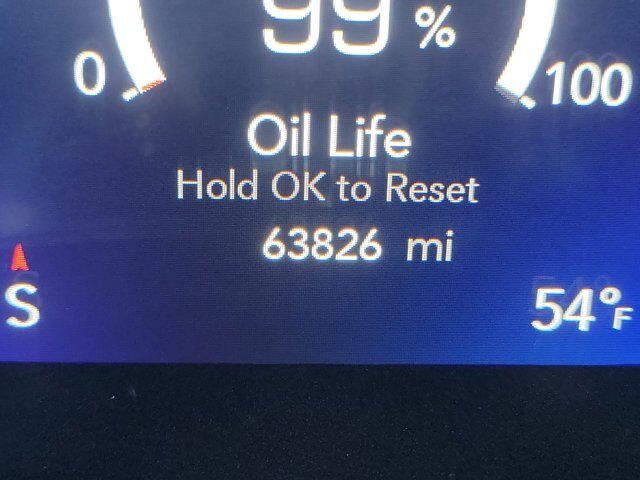 99 %
0 100
Oil Life
Hold OK to Reset
63826 mi
S 54°F